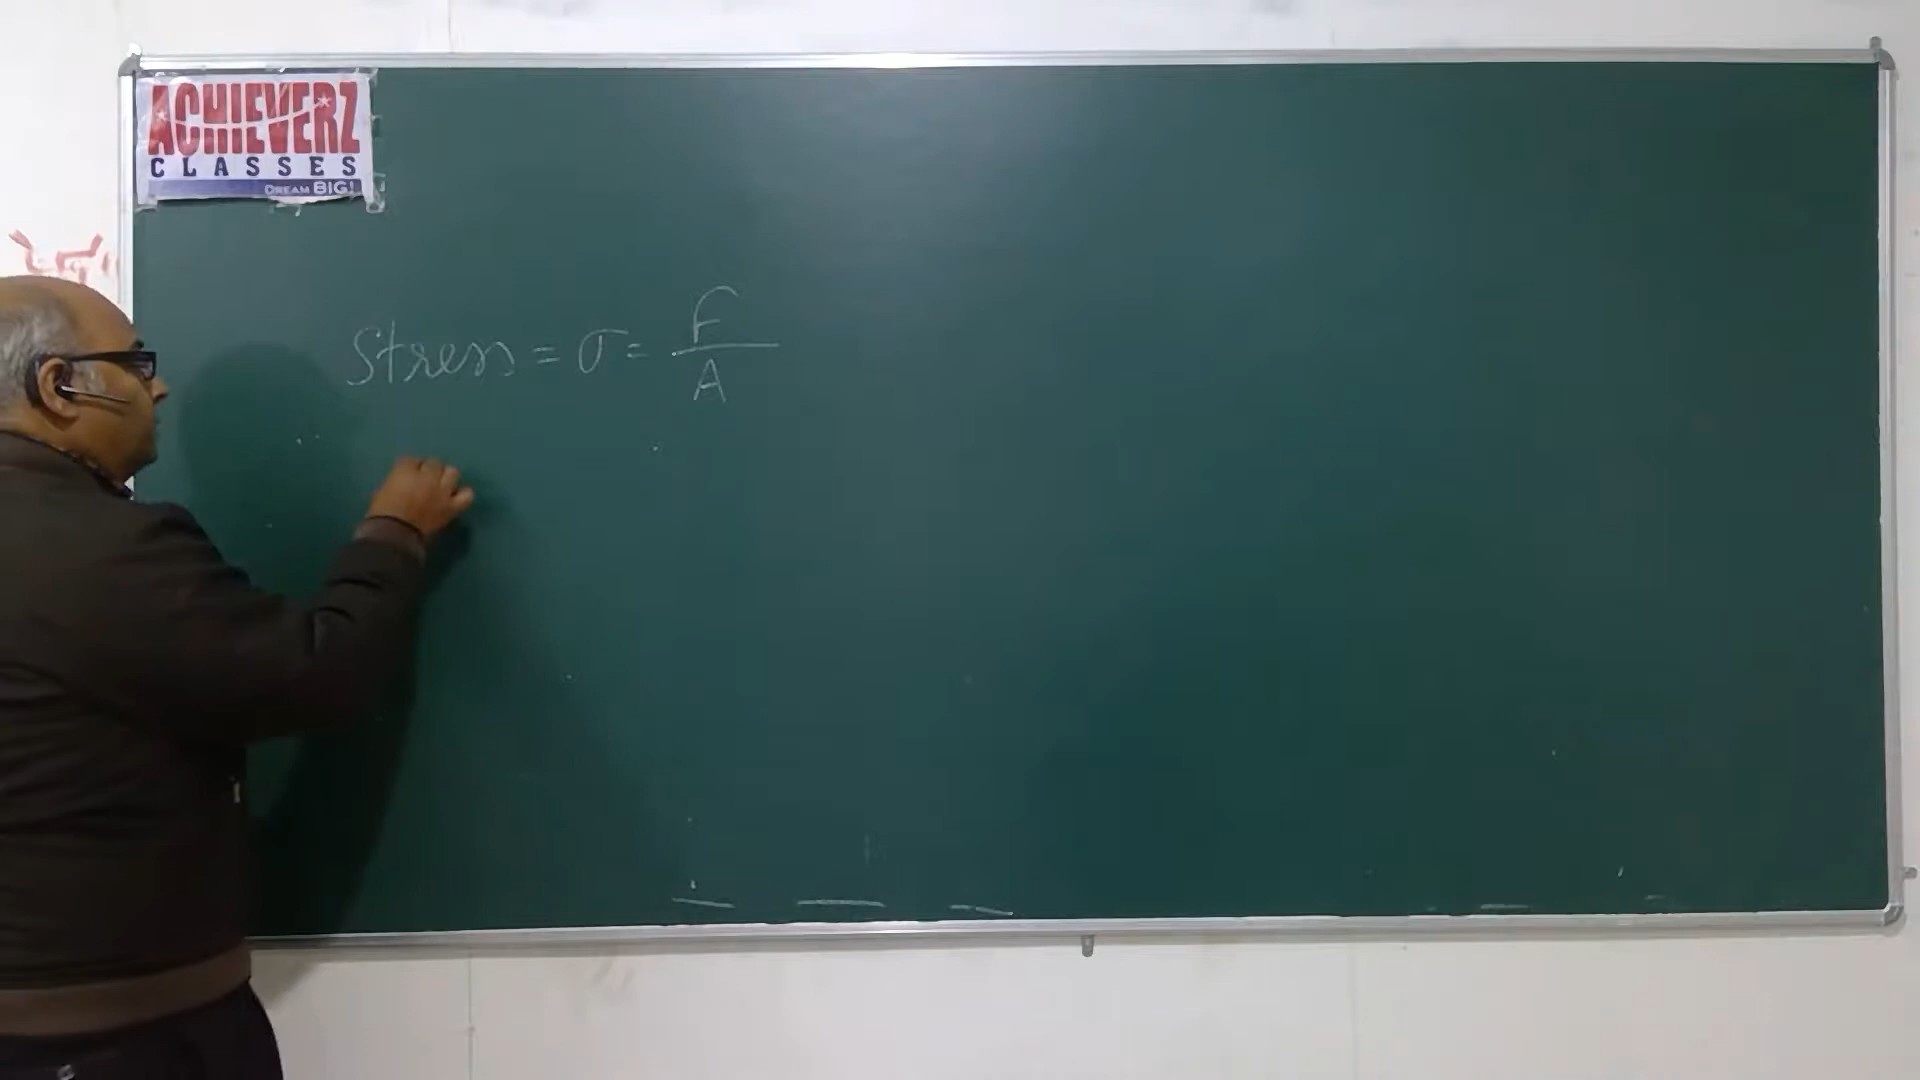 ACHIEVERZ
CLASSES
DREAM BIG!
Stress = σ = F/A